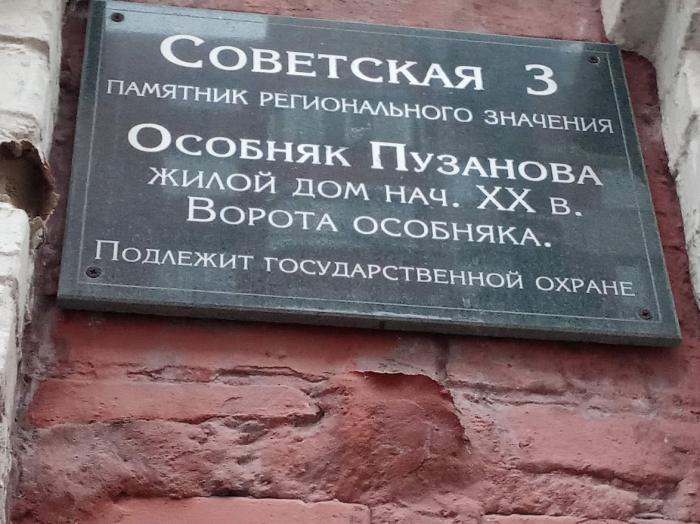 Советская 3
памятник регионального значения
Особняк Пузанова
жилой дом нач. XX в.
Ворота особняка.
Подлежит государственной охране